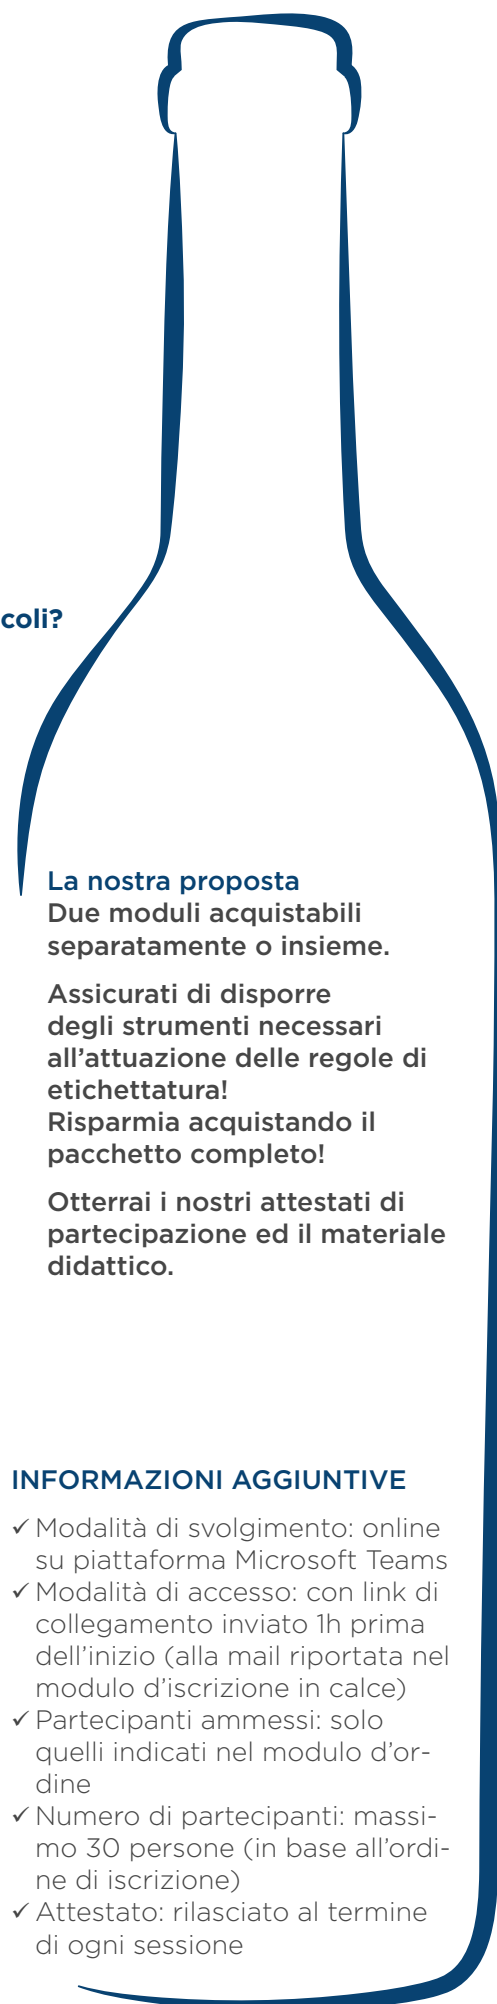 coli?
La nostra proposta
Due moduli acquistabili
separatamente o insieme.
Assicurati di disporre
degli strumenti necessari
all’attuazione delle regole di
etichettatura!
Risparmia acquistando il
pacchetto completo!
Otterrai i nostri attestati di
partecipazione ed il materiale
didattico.
INFORMAZIONI AGGIUNTIVE
✓ Modalità di svolgimento: online
su piattaforma Microsoft Teams
✓ Modalità di accesso: con link di
collegamento inviato 1h prima
dell’inizio (alla mail riportata nel
modulo d’iscrizione in calce)
✓ Partecipanti ammessi: solo
quelli indicati nel modulo d’or-
dine
✓ Numero di partecipanti: massi-
mo 30 persone (in base all’ordi-
ne di iscrizione)
✓ Attestato: rilasciato al termine
di ogni sessione